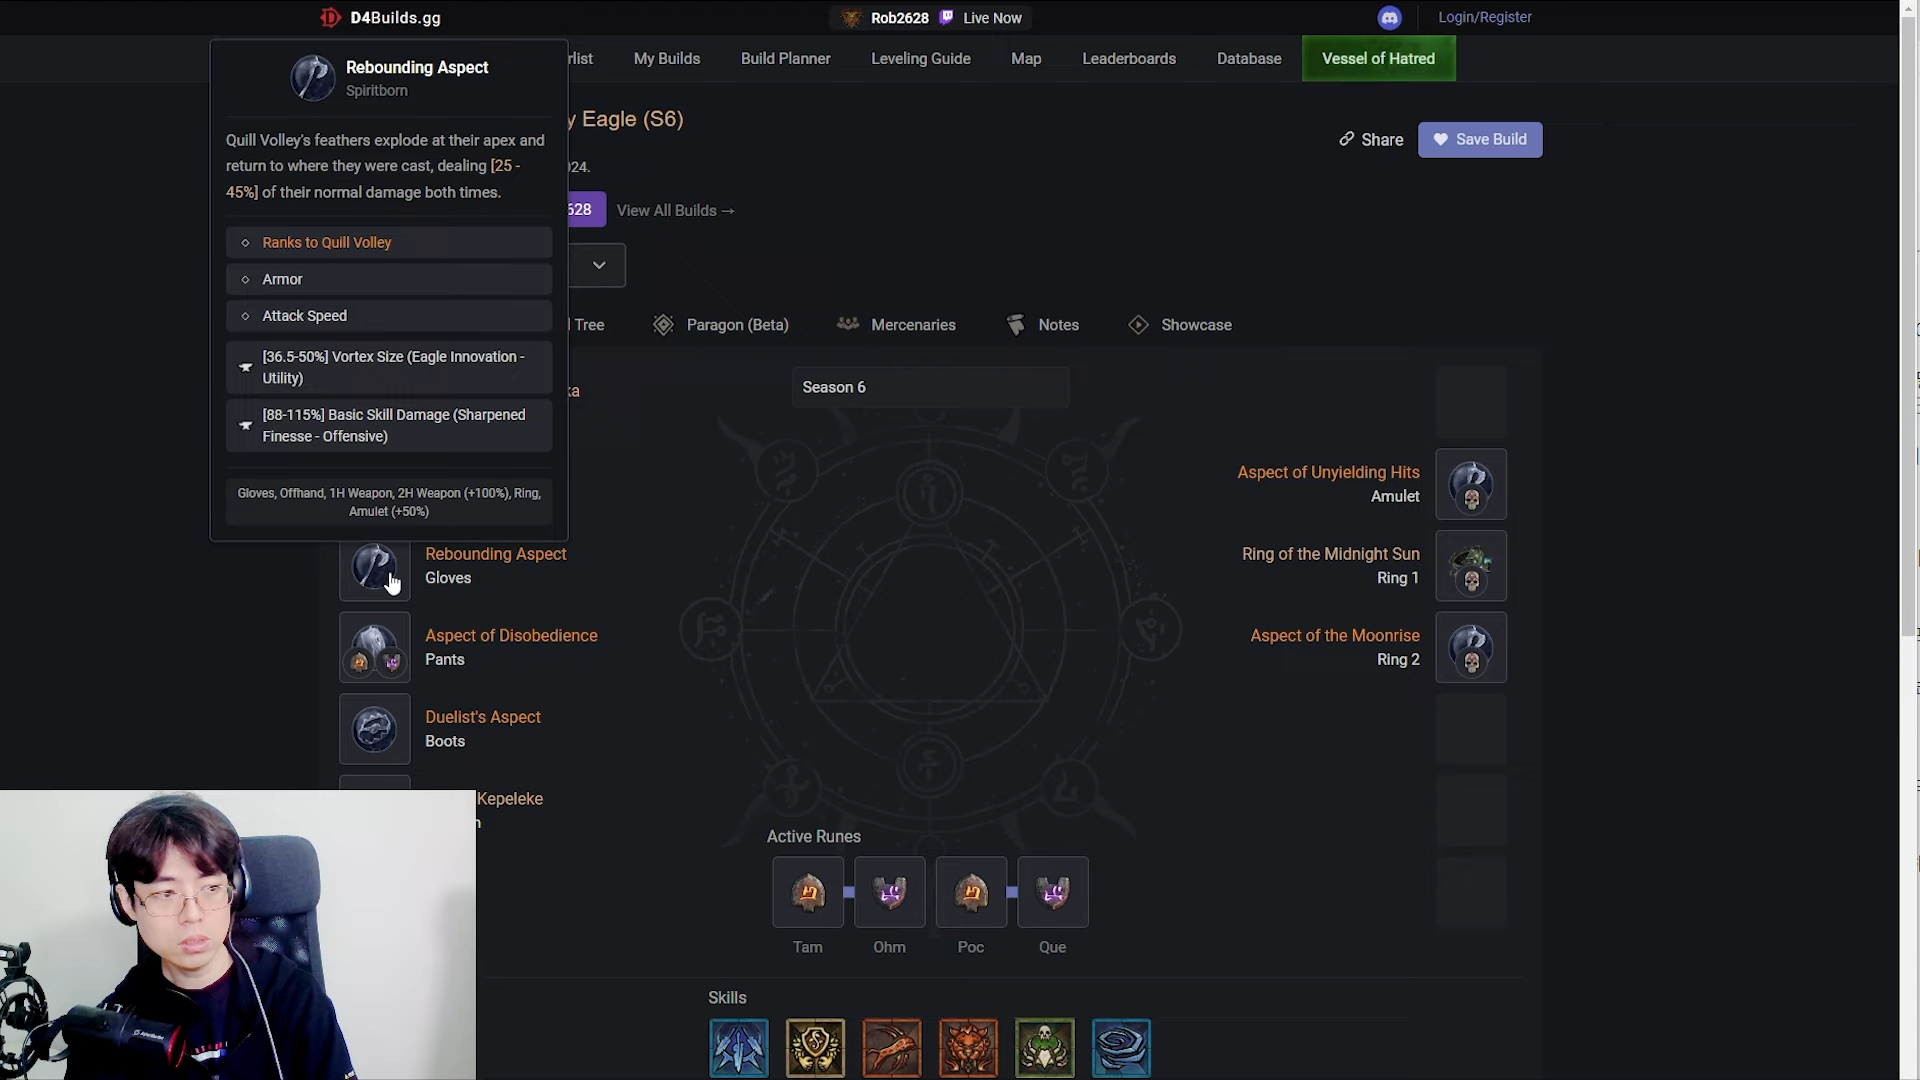 D4Builds.gg
Rob2628 Live Now
Login/Register
rlist
My Builds
Build Planner
Leveling Guide
Map
Leaderboards
Database
Vessel of Hatred
Rebounding Aspect
Spiritborn
Quill Volley's feathers explode at their apex and
return to where they were cast, dealing [25 -
45%] of their normal damage both times.
Ranks to Quill Volley
Armor
Attack Speed
[36.5-50%] Vortex Size (Eagle Innovation -
Utility)
[88-115%] Basic Skill Damage (Sharpened
Finesse - Offensive)
Gloves, Offhand, 1H Weapon, 2H Weapon (+100%), Ring,
Amulet (+50%)
y Eagle (S6)
024.
628
View All Builds →
Share
Save Build
l Tree
Paragon (Beta)
Mercenaries
Notes
Showcase
ka
Season 6
Rebounding Aspect
Gloves
Aspect of Disobedience
Pants
Duelist's Aspect
Boots
Kepeleke
n
Aspect of Unyielding Hits
Amulet
Ring of the Midnight Sun
Ring 1
Aspect of the Moonrise
Ring 2
Active Runes
Tam
Ohm
Poc
Que
Skills